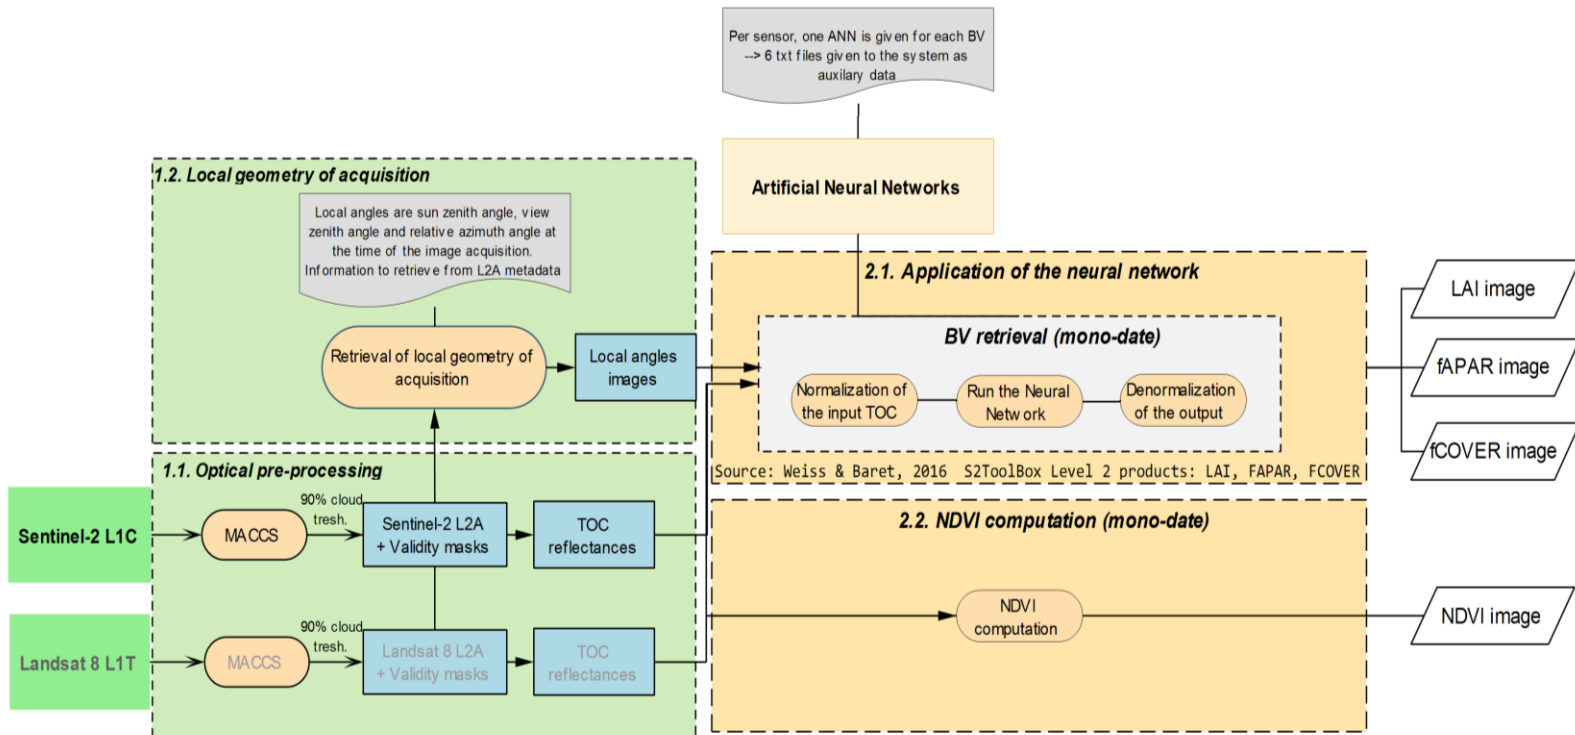 Per sensor, one ANN is given for each BV
--> 6 txt files given to the system as
auxilary data
Artificial Neural Networks
1.2. Local geometry of acquisition
Local angles are sun zenith angle, view
zenith angle and relative azimuth angle at
the time of the image acquisition.
Information to retrieve from L2A metadata
Retrieval of local geometry of
acquisition
Local angles
images
2.1. Application of the neural network
BV retrieval (mono-date)
Normalization of
the input TOC
Run the Neural
Network
Denormalization
of the output
Source: Weiss & Baret, 2016 S2ToolBox Level 2 products: LAI, FAPAR, FCOVER
LAI image
fAPAR image
fCOVER image
1.1. Optical pre-processing
Sentinel-2 L1C
MACCS
90% cloud
tresh.
Sentinel-2 L2A
+ Validity masks
TOC
reflectances
Landsat 8 L1T
MACCS
90% cloud
tresh.
Landsat 8 L2A
+ Validity masks
TOC
reflectances
2.2. NDVI computation (mono-date)
NDVI
computation
NDVI image